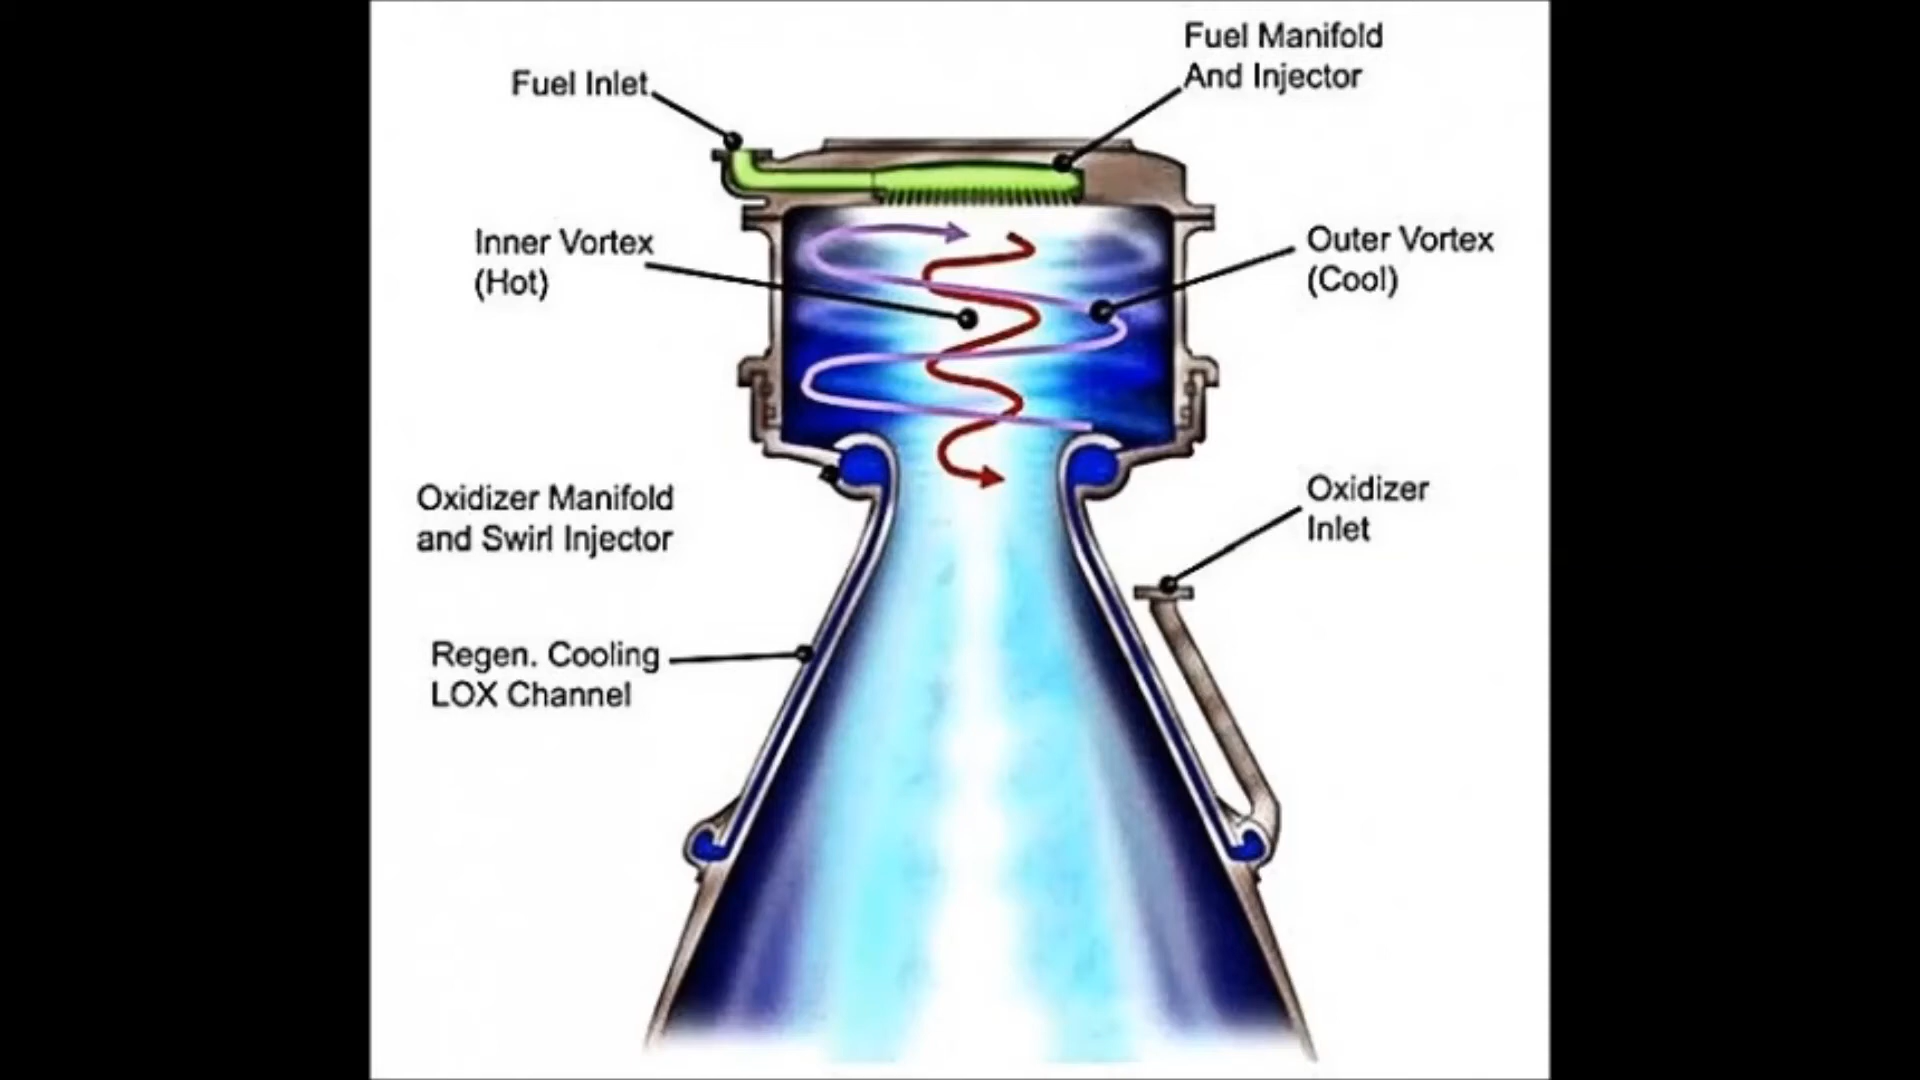 Fuel Manifold
And Injector
Fuel Inlet
Inner Vortex
(Hot)
Outer Vortex
(Cool)
Oxidizer Manifold
and Swirl Injector
Oxidizer
Inlet
Regen. Cooling
LOX Channel